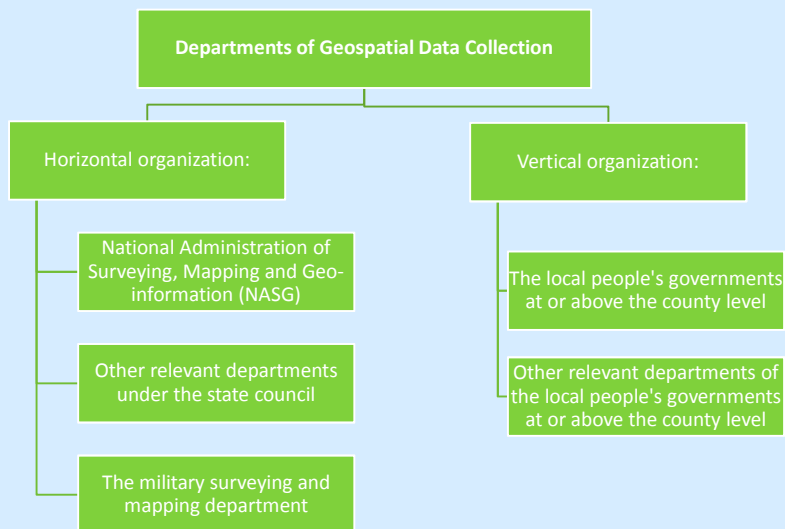 Departments of Geospatial Data Collection
Horizontal organization:
National Administration of
Surveying, Mapping and Geo-
information (NASG)
Other relevant departments
under the state council
The military surveying and
mapping department
Vertical organization:
The local people's governments
at or above the county level
Other relevant departments of
the local people's governments
at or above the county level